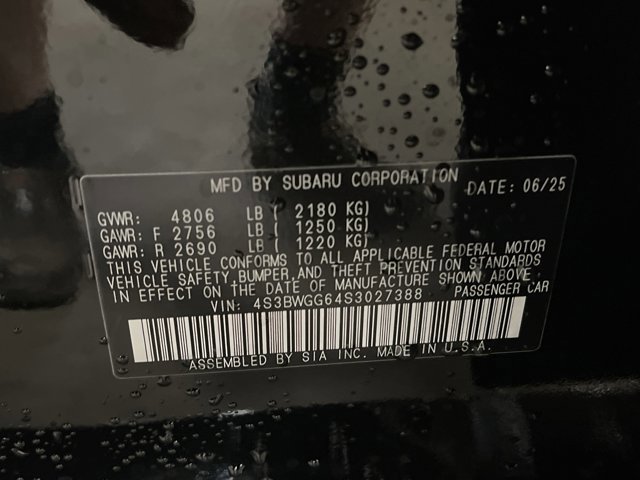 MFD BY SUBARU CORPORATION DATE: 06/25
GVWR: 4806 LB ( 2180 KG)
GAWR: F 2756 LB ( 1250 KG)
GAWR: R 2690 LB ( 1220 KG)
THIS VEHICLE CONFORMS TO ALL APPLICABLE FEDERAL MOTOR
VEHICLE SAFETY,BUMPER,AND THEFT PREVENTION STANDARDS
IN EFFECT ON THE DATE OF MANUFACTURE SHOWN ABOVE.
VIN: 4S3BWGG64S3027388 PASSENGER CAR
ASSEMBLED BY SIA INC. MADE IN U.S.A.